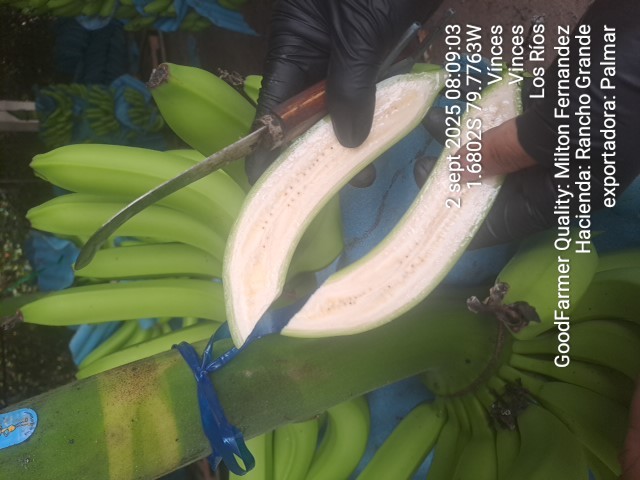 2 sept 2025 08:09:03
1.6802S 79.7763W
Vínces
Vinces
Los Ríos
GoodFarmer Quality: Milton Fernandez
Hacienda: Rancho Grande
exportadora: Palmar